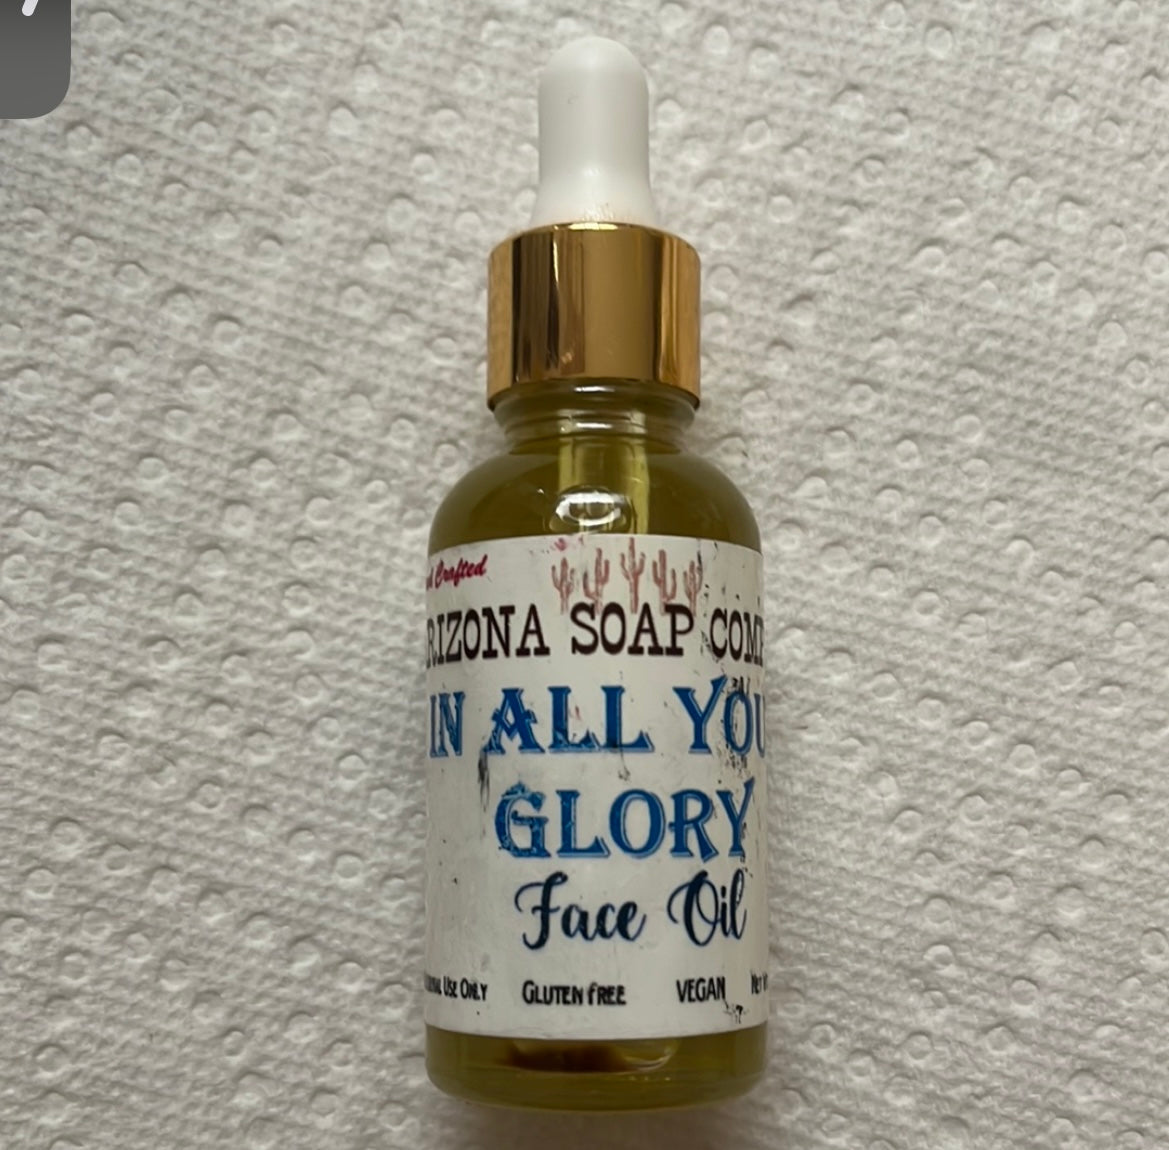 Crafted
RIZONA SOAP COMP
IN ALL YOU
GLORY
Face Oil
Use Only GLUTEN FREE VEGAN